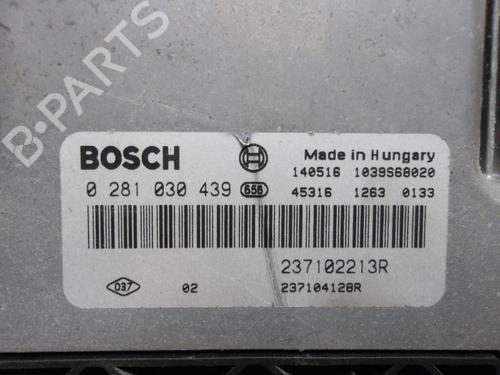 B-PARTS
BOSCH
Made in Hungary
140516 1039S68020
0 281 030 439 656
45316 1263 0133
237102213R
037 02
237104128R